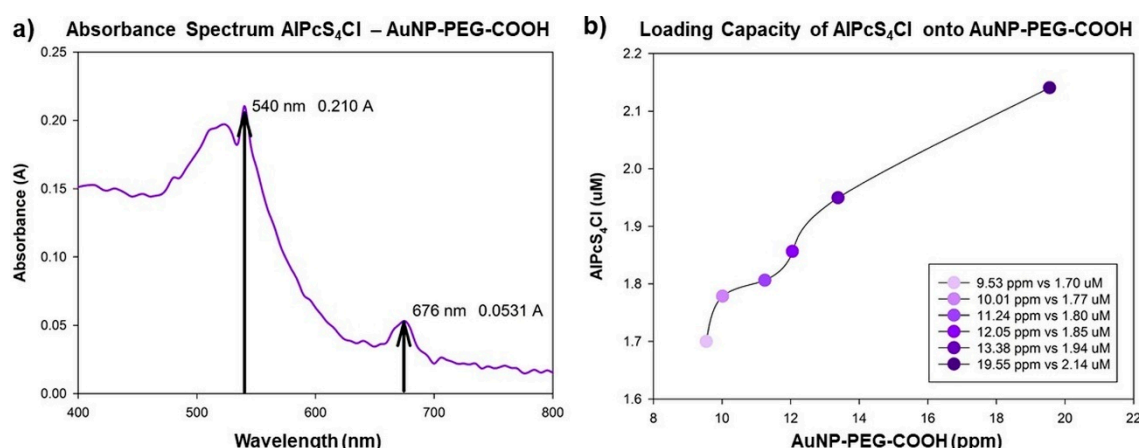 a)
Absorbance Spectrum AlPcS₄Cl – AuNP-PEG-COOH
0.25
0.20
0.15
0.10
0.05
0.00
Absorbance (A)
540 nm 0.210 A
676 nm 0.0531 A
400
500
600
700
800
Wavelength (nm)
b)
Loading Capacity of AlPcS₄Cl onto AuNP-PEG-COOH
2.2
2.1
2.0
1.9
1.8
1.7
1.6
AlPcS₄Cl (uM)
9.53 ppm vs 1.70 uM
10.01 ppm vs 1.77 uM
11.24 ppm vs 1.80 uM
12.05 ppm vs 1.85 uM
13.38 ppm vs 1.94 uM
19.55 ppm vs 2.14 uM
8
10
12
14
16
18
20
22
AuNP-PEG-COOH (ppm)